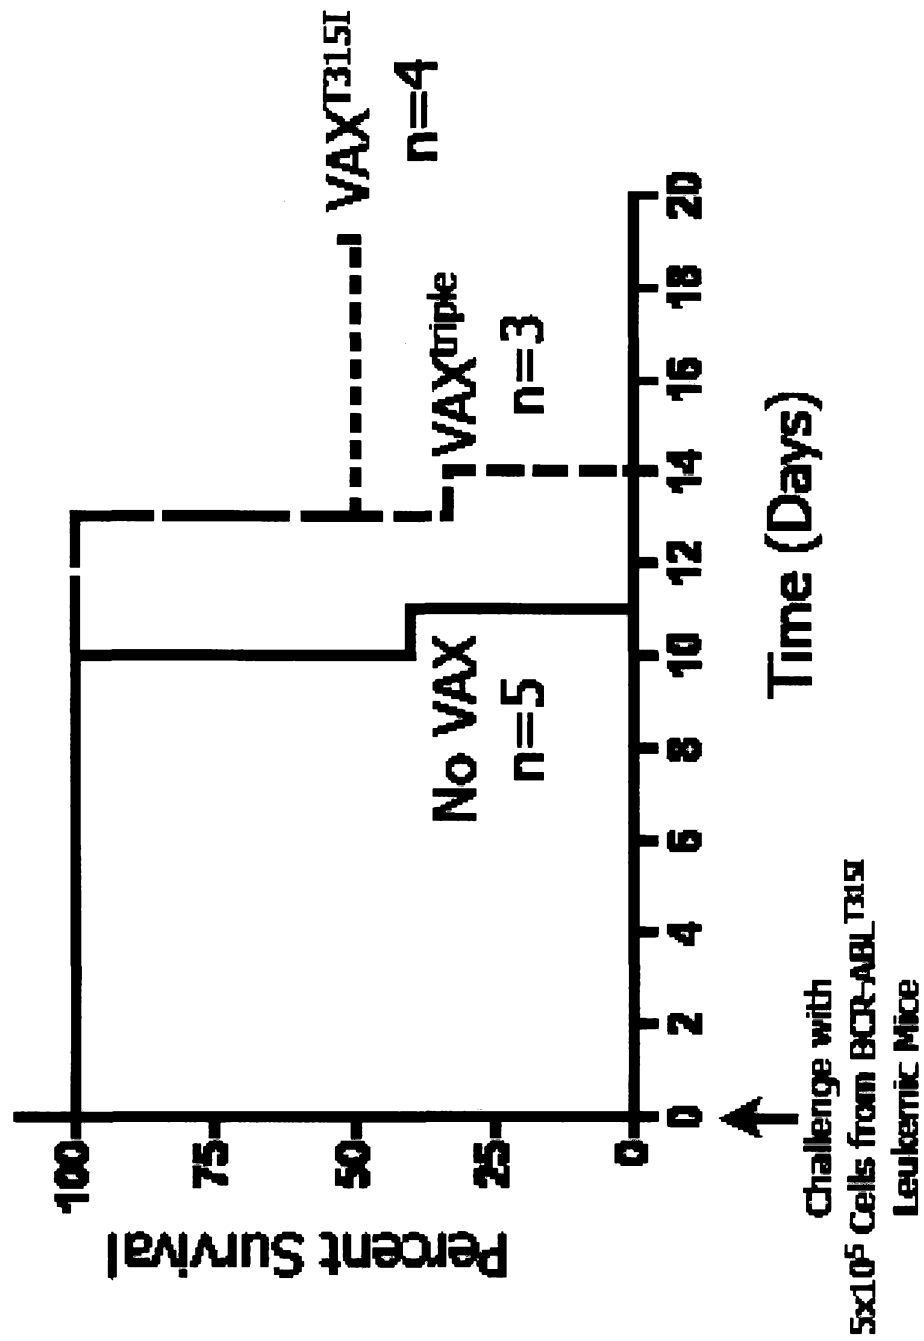 Percent Survival
100
75
50
25
0
VAX^T315I
n=4
VAX^triple
n=3
No VAX
n=5
0 2 4 6 8 10 12 14 16 18 20
Time (Days)
Challenge with
5x10⁵ Cells from BCR-ABL^T315I
Leukemic Mice